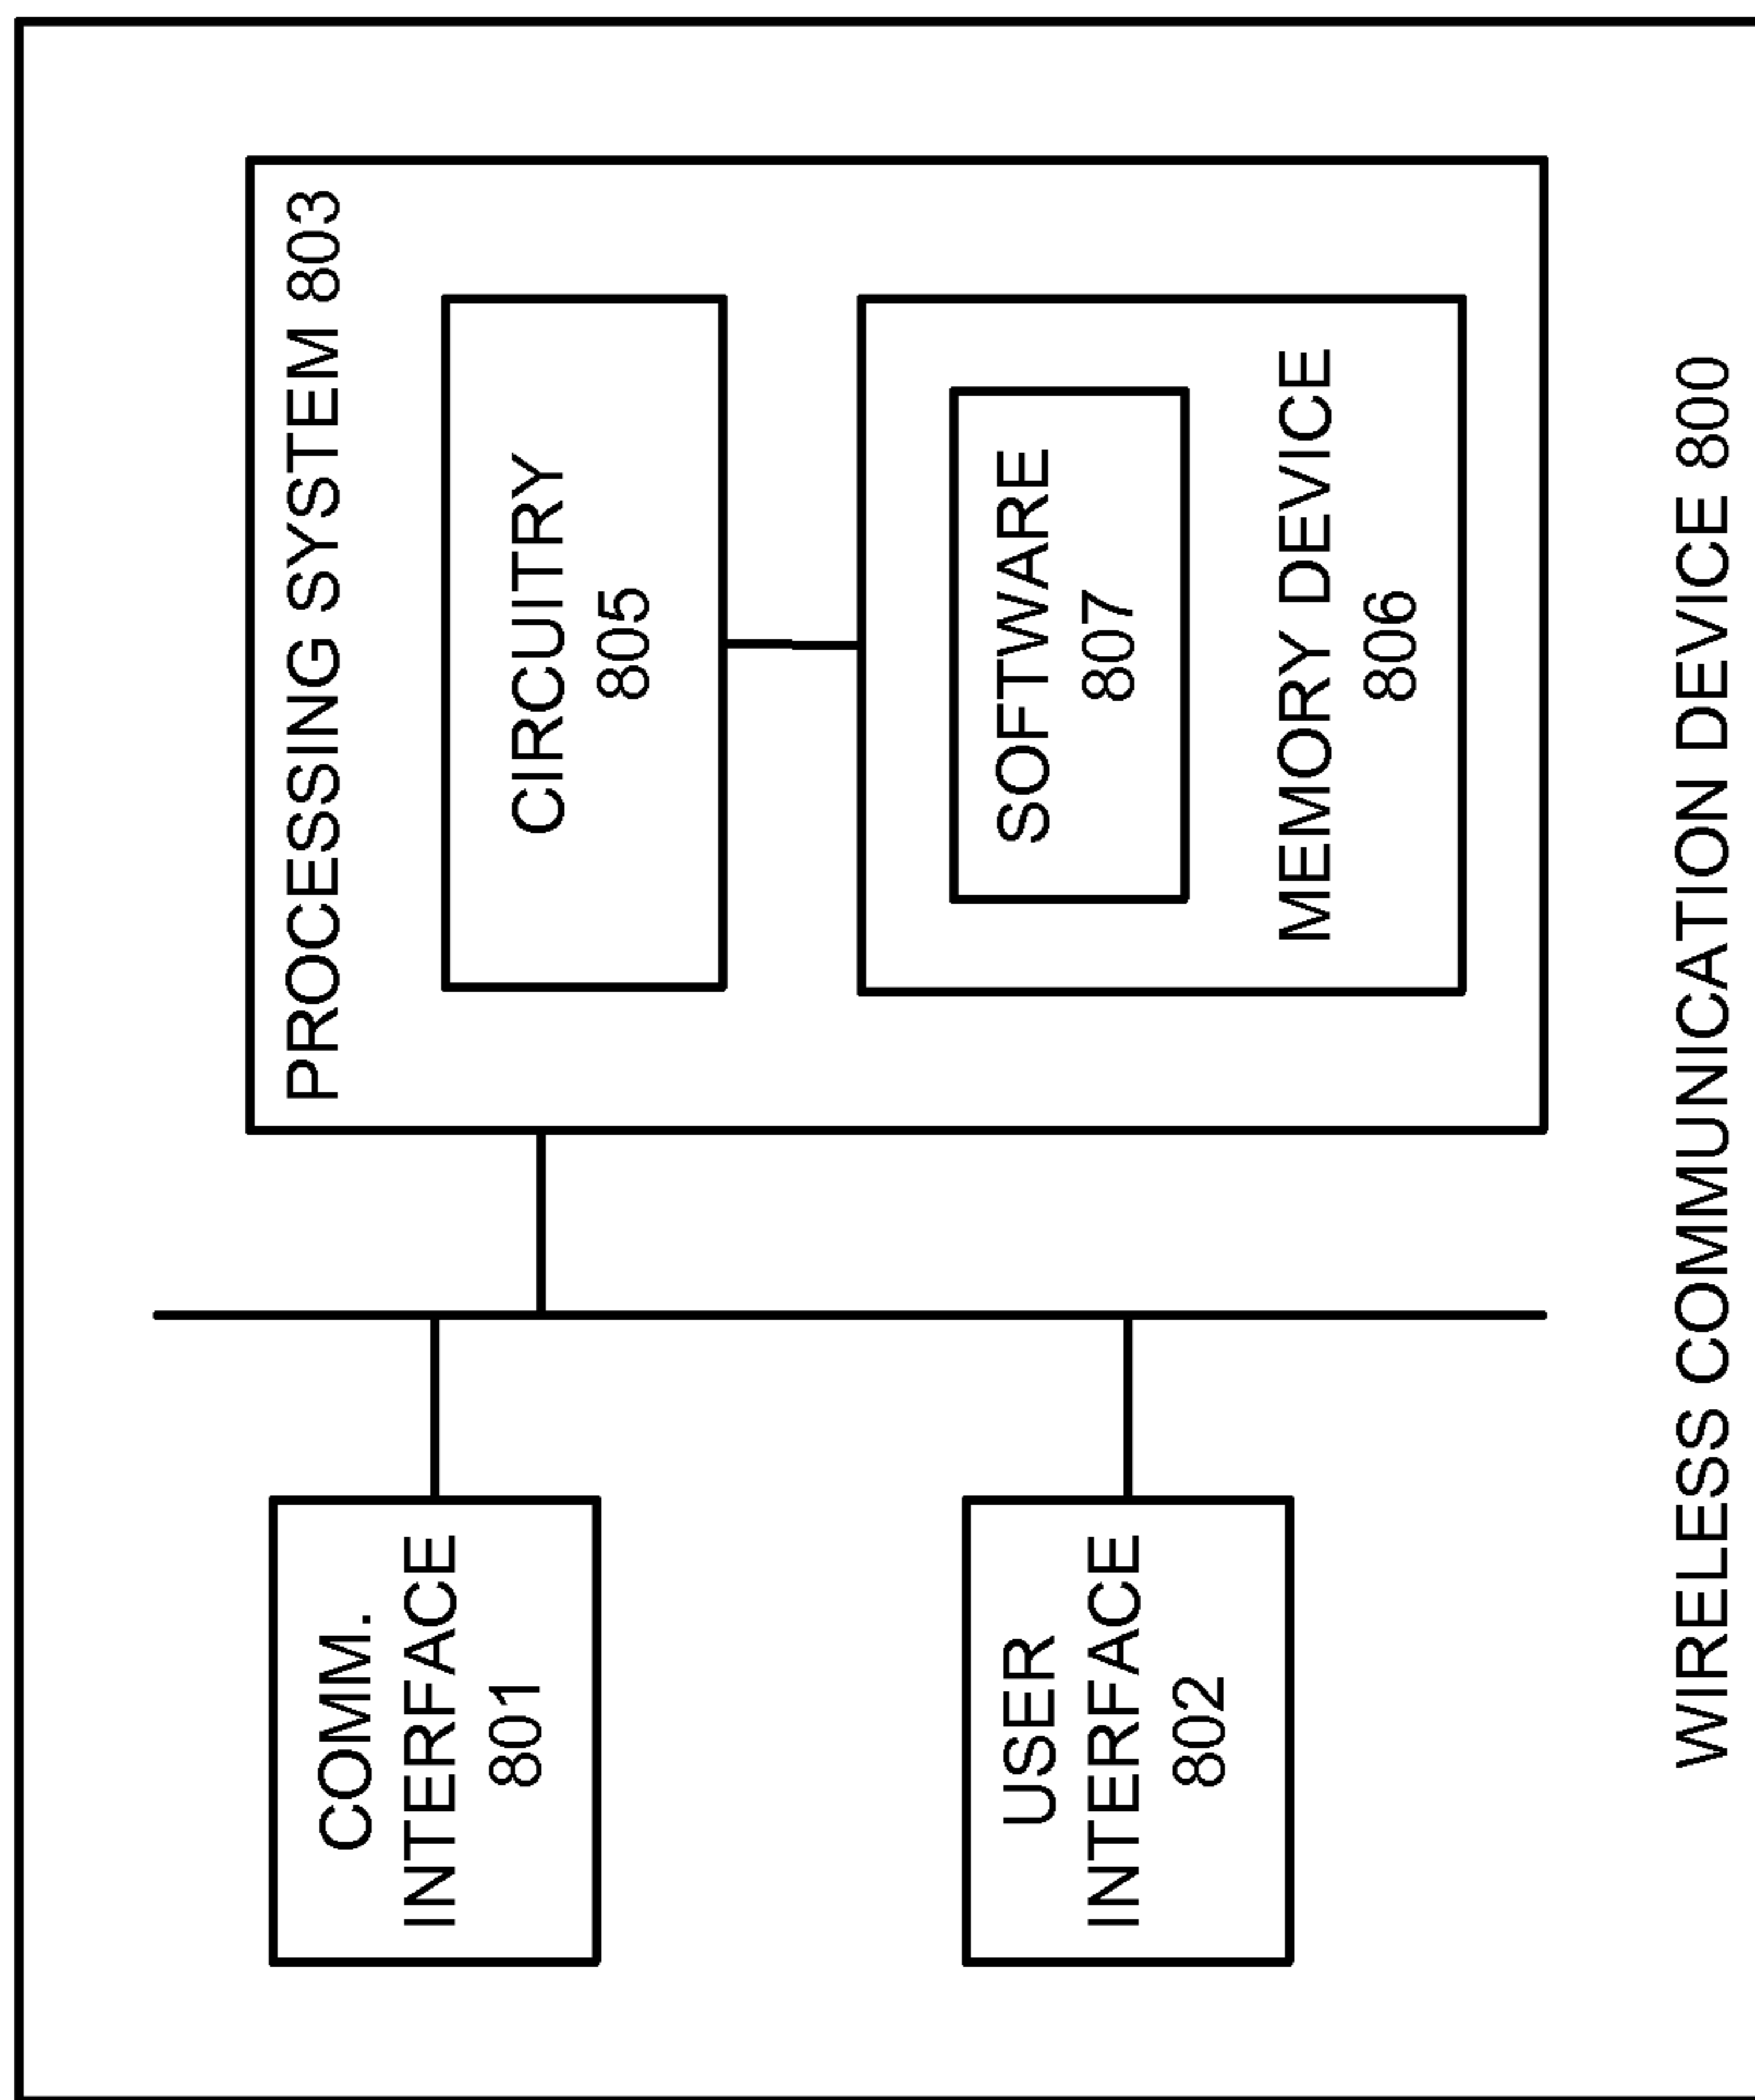 PROCESSING SYSTEM 803
COMM.
INTERFACE
801
CIRCUITRY
805
USER
INTERFACE
802
SOFTWARE
807
MEMORY DEVICE
806
WIRELESS COMMUNICATION DEVICE 800